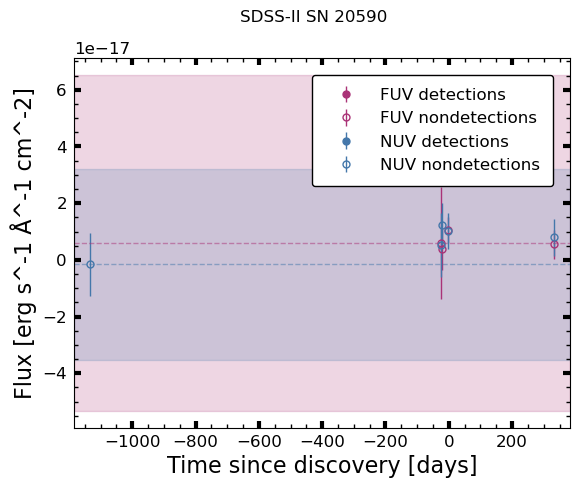 SDSS-II SN 20590
1e−17
FUV detections
FUV nondetections
NUV detections
NUV nondetections
6
4
2
0
−2
−4
Flux [erg s^-1 Å^-1 cm^-2]
−1000 −800 −600 −400 −200 0 200
Time since discovery [days]